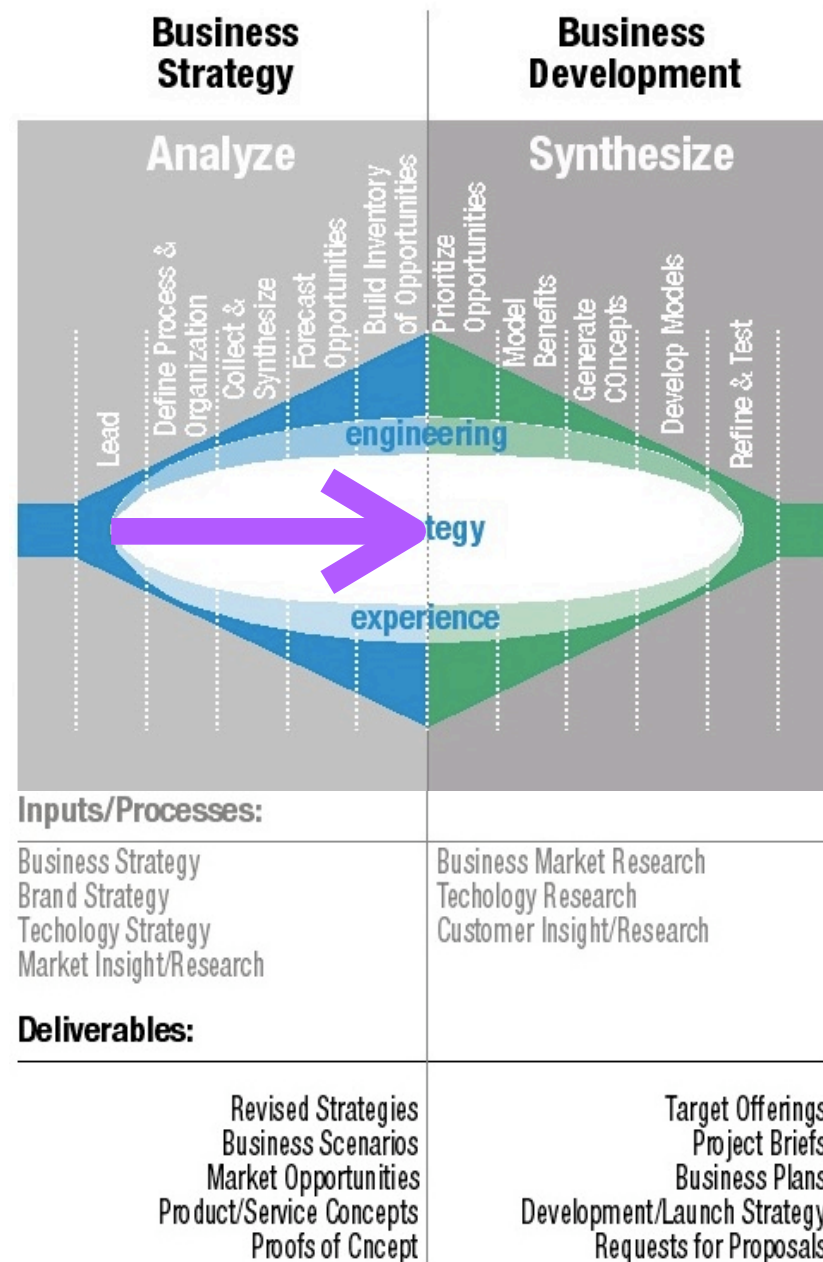 Business
Strategy
Business
Development
Analyze
Synthesize
Lead
Define Process &
Organization
Collect &
Synthesize
Forecast
Opportunities
Build Inventory
of Opportunities
Prioritize
Opportunities
Model
Benefits
Generate
C0ncepts
Develop Models
Refine & Test
engineering
tegy
experience
Inputs/Processes:
Business Strategy
Brand Strategy
Techology Strategy
Market Insight/Research
Business Market Research
Techology Research
Customer Insight/Research
Deliverables:
Revised Strategies
Business Scenarios
Market Opportunities
Product/Service Concepts
Proofs of Cncept
Target Offerings
Project Briefs
Business Plans
Development/Launch Strategy
Requests for Proposals